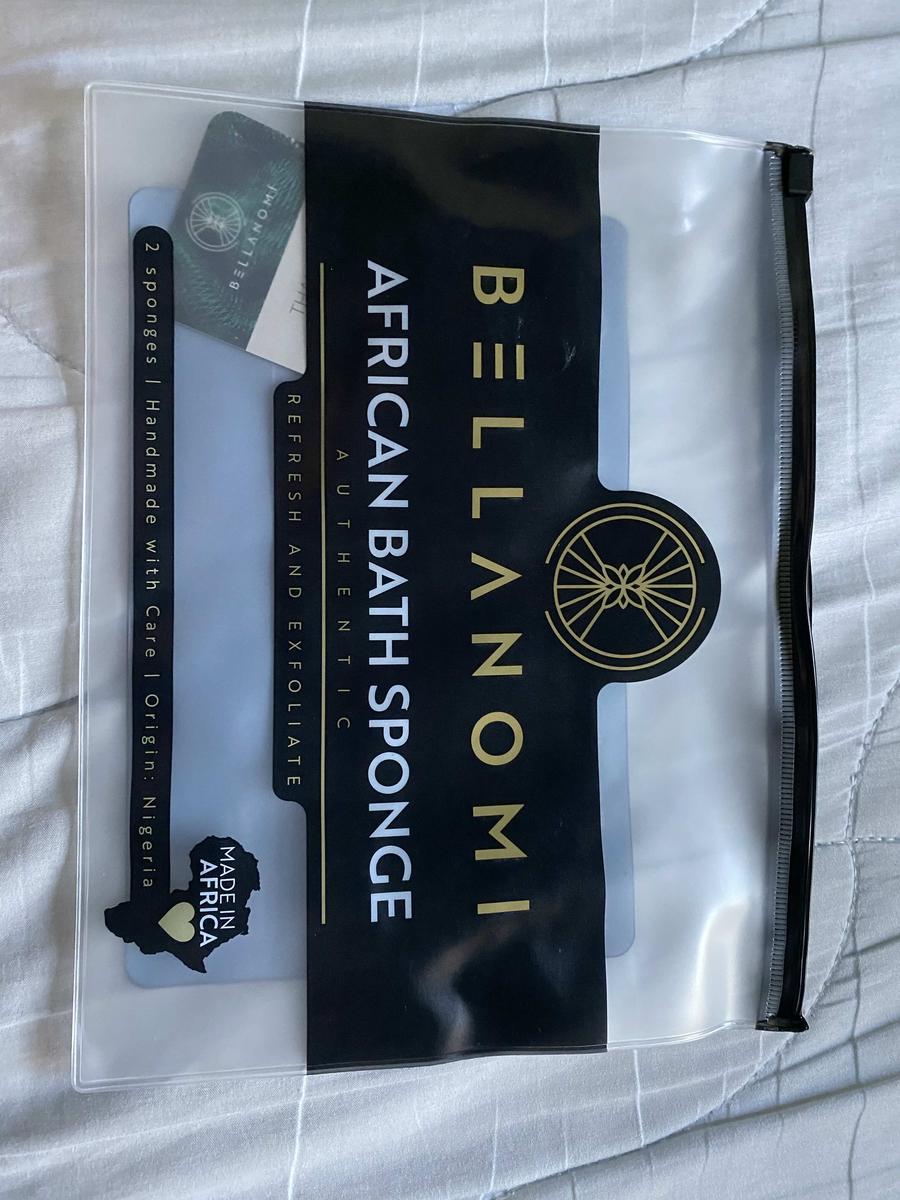 BELLANOMI
AFRICAN BATH SPONGE
AUTHENTIC
REFRESH AND EXFOLIATE
BELLANOMI
2 sponges | Handmade with Care | Origin: Nigeria
MADE IN
AFRICA